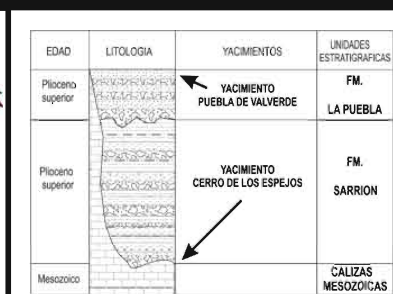 EDAD LITOLOGIA YACIMIENTOS UNIDADES ESTRATIGRAFICAS
Plioceno superior
YACIMIENTO
PUEBLA DE VALVERDE
FM.
LA PUEBLA
Plioceno superior
YACIMIENTO
CERRO DE LOS ESPEJOS
FM.
SARRION
Mesozoico
CALIZAS
MESOZOICAS